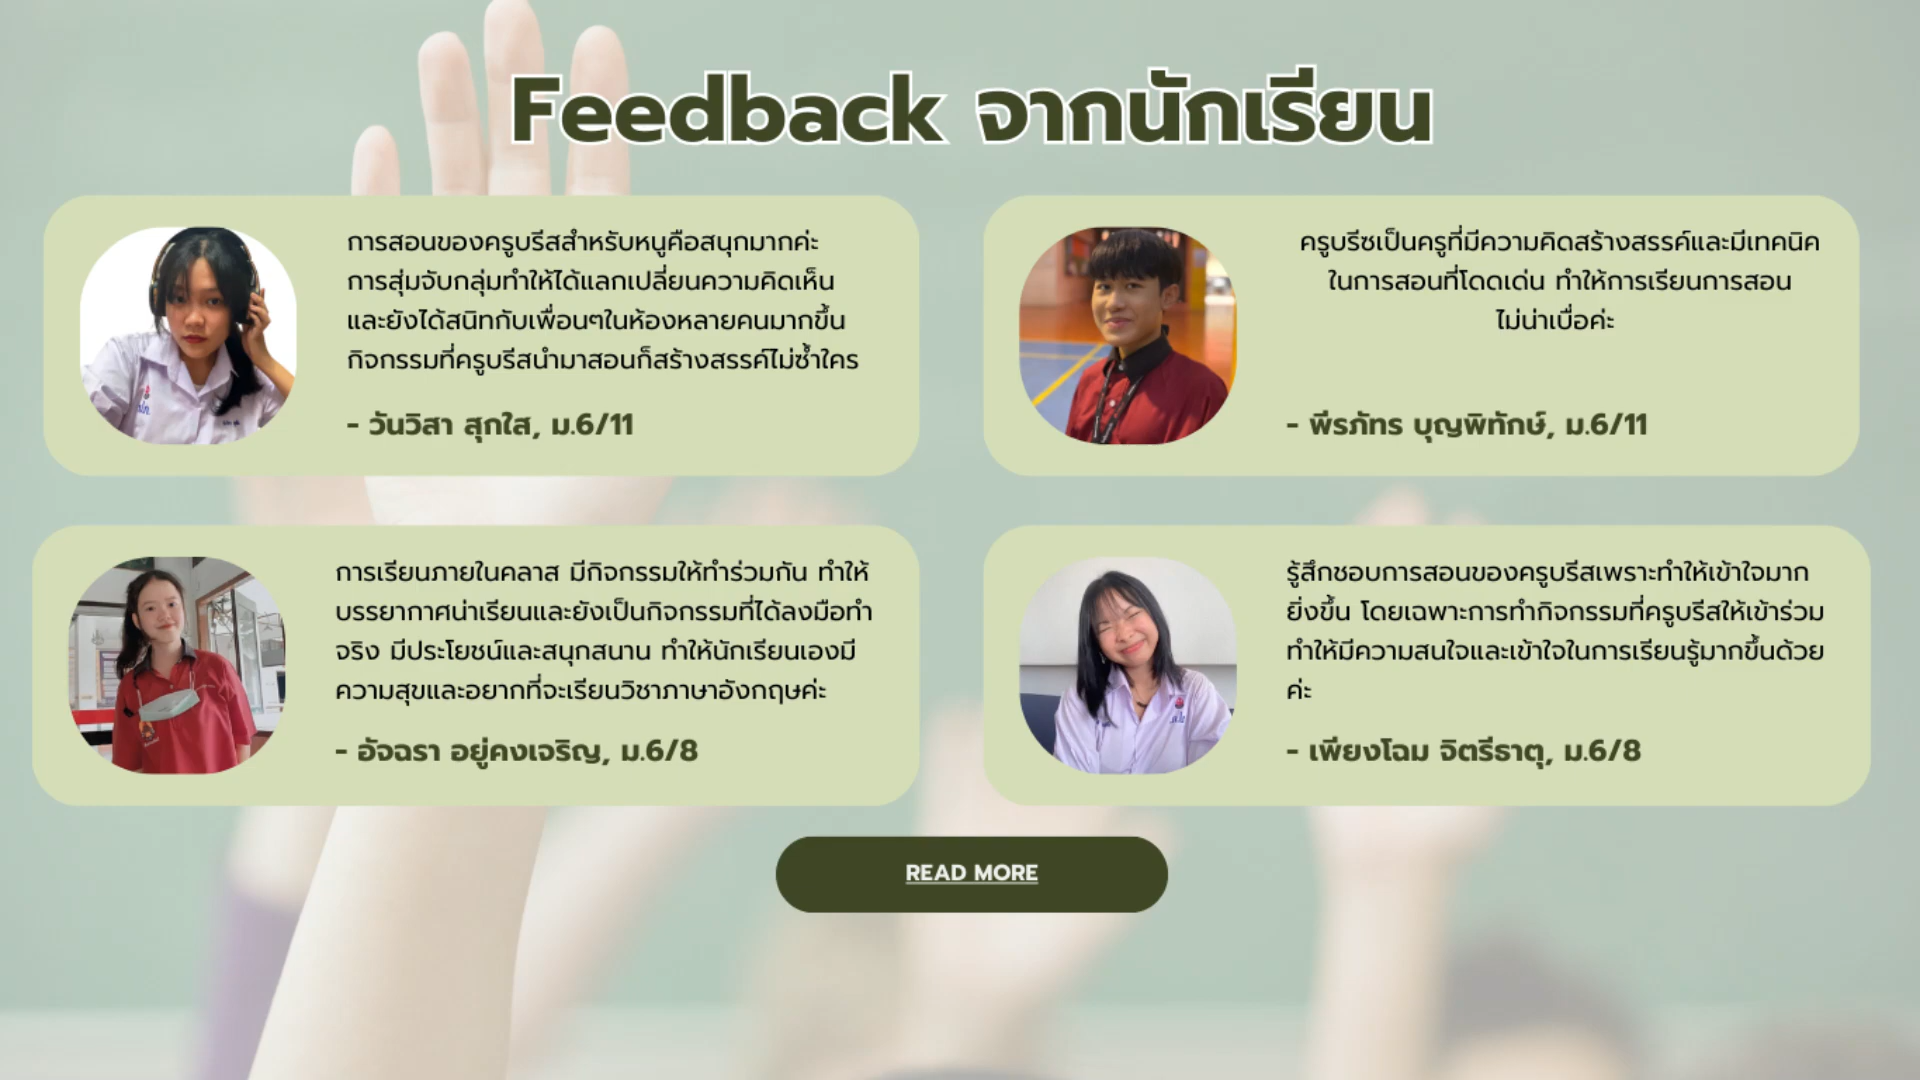 Feedback จากนักเรียน
การสอนของครูบรีสสำหรับหนูคือสนุกมากค่ะ
การสุ่มจับกลุ่มทำให้ได้แลกเปลี่ยนความคิดเห็น
และยังได้สนิทกับเพื่อนๆในห้องหลายคนมากขึ้น
กิจกรรมที่ครูบรีสนำมาสอนก็สร้างสรรค์ไม่ซ้ำใคร
- วันวิสา สุกใส, ม.6/11
ครูบรีซเป็นครูที่มีความคิดสร้างสรรค์และมีเทคนิค
ในการสอนที่โดดเด่น ทำให้การเรียนการสอน
ไม่น่าเบื่อค่ะ
- พีรภัทร บุญพิทักษ์, ม.6/11
การเรียนภายในคลาส มีกิจกรรมให้ทำร่วมกัน ทำให้
บรรยากาศน่าเรียนและยังเป็นกิจกรรมที่ได้ลงมือทำ
จริง มีประโยชน์และสนุกสนาน ทำให้นักเรียนเองมี
ความสุขและอยากที่จะเรียนวิชาภาษาอังกฤษค่ะ
- อัจฉรา อยู่คงเจริญ, ม.6/8
รู้สึกชอบการสอนของครูบรีสเพราะทำให้เข้าใจมาก
ยิ่งขึ้น โดยเฉพาะการทำกิจกรรมที่ครูบรีสให้เข้าร่วม
ทำให้มีความสนใจและเข้าใจในการเรียนรู้มากขึ้นด้วย
ค่ะ
- เพียงโฉม จิตรีธาตุ, ม.6/8
READ MORE